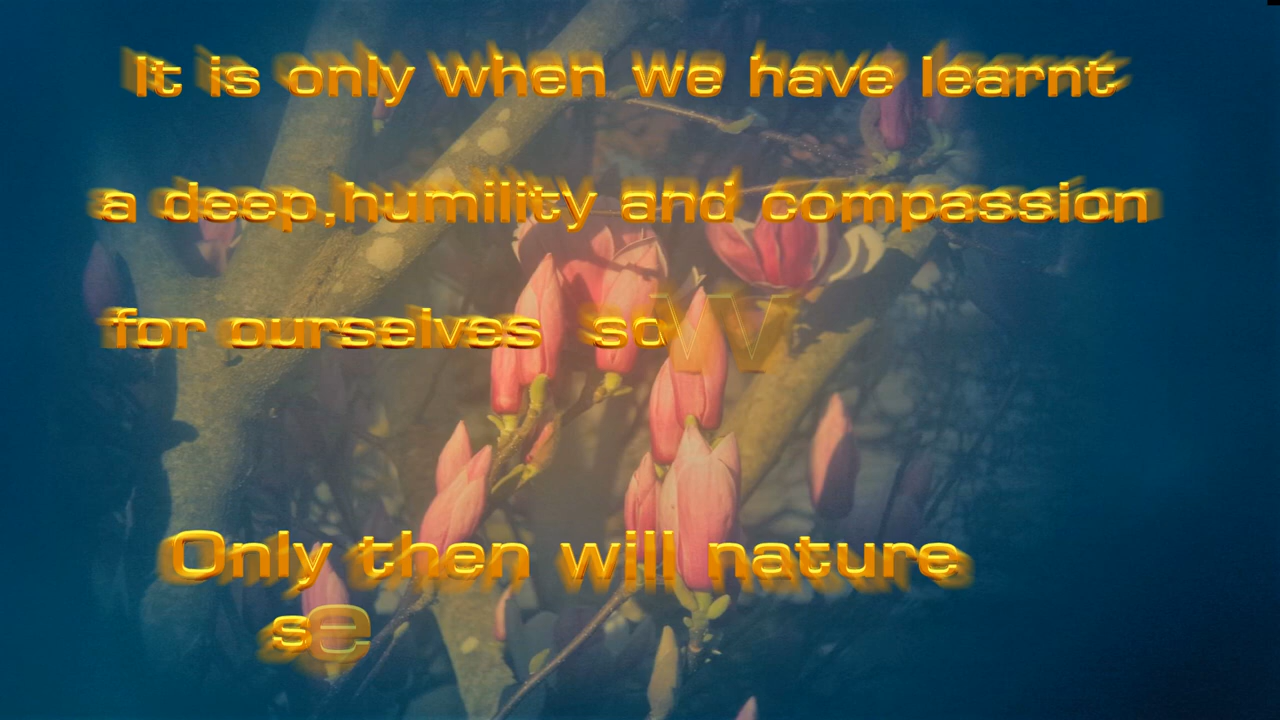 It is only when we have learnt
a deep,humility and compassion
for ourselves so
Only then will nature
se